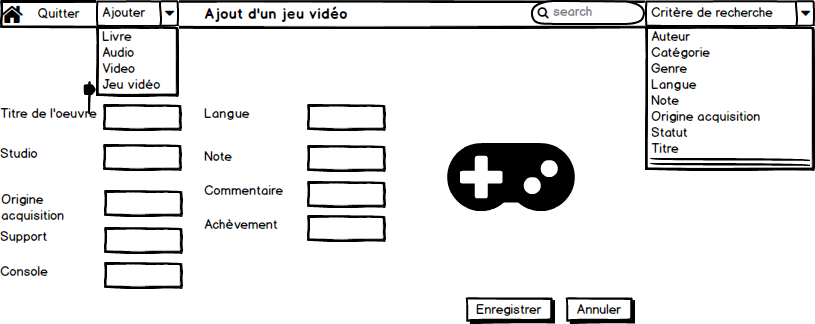 Quitter
Ajouter
Ajout d'un jeu vidéo
search
Critère de recherche
Livre
Audio
Video
Jeu vidéo
Auteur
Catégorie
Genre
Langue
Note
Origine acquisition
Statut
Titre
Titre de l'oeuvre
Studio
Origine
acquisition
Support
Console
Langue
Note
Commentaire
Achèvement
Enregistrer
Annuler